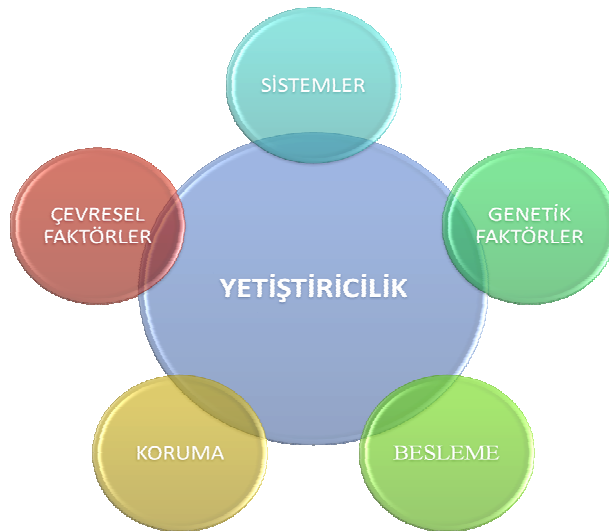 SİSTEMLER
ÇEVRESEL
FAKTÖRLER
GENETİK
FAKTÖRLER
YETİŞTİRİCİLİK
KORUMA
BESLEME